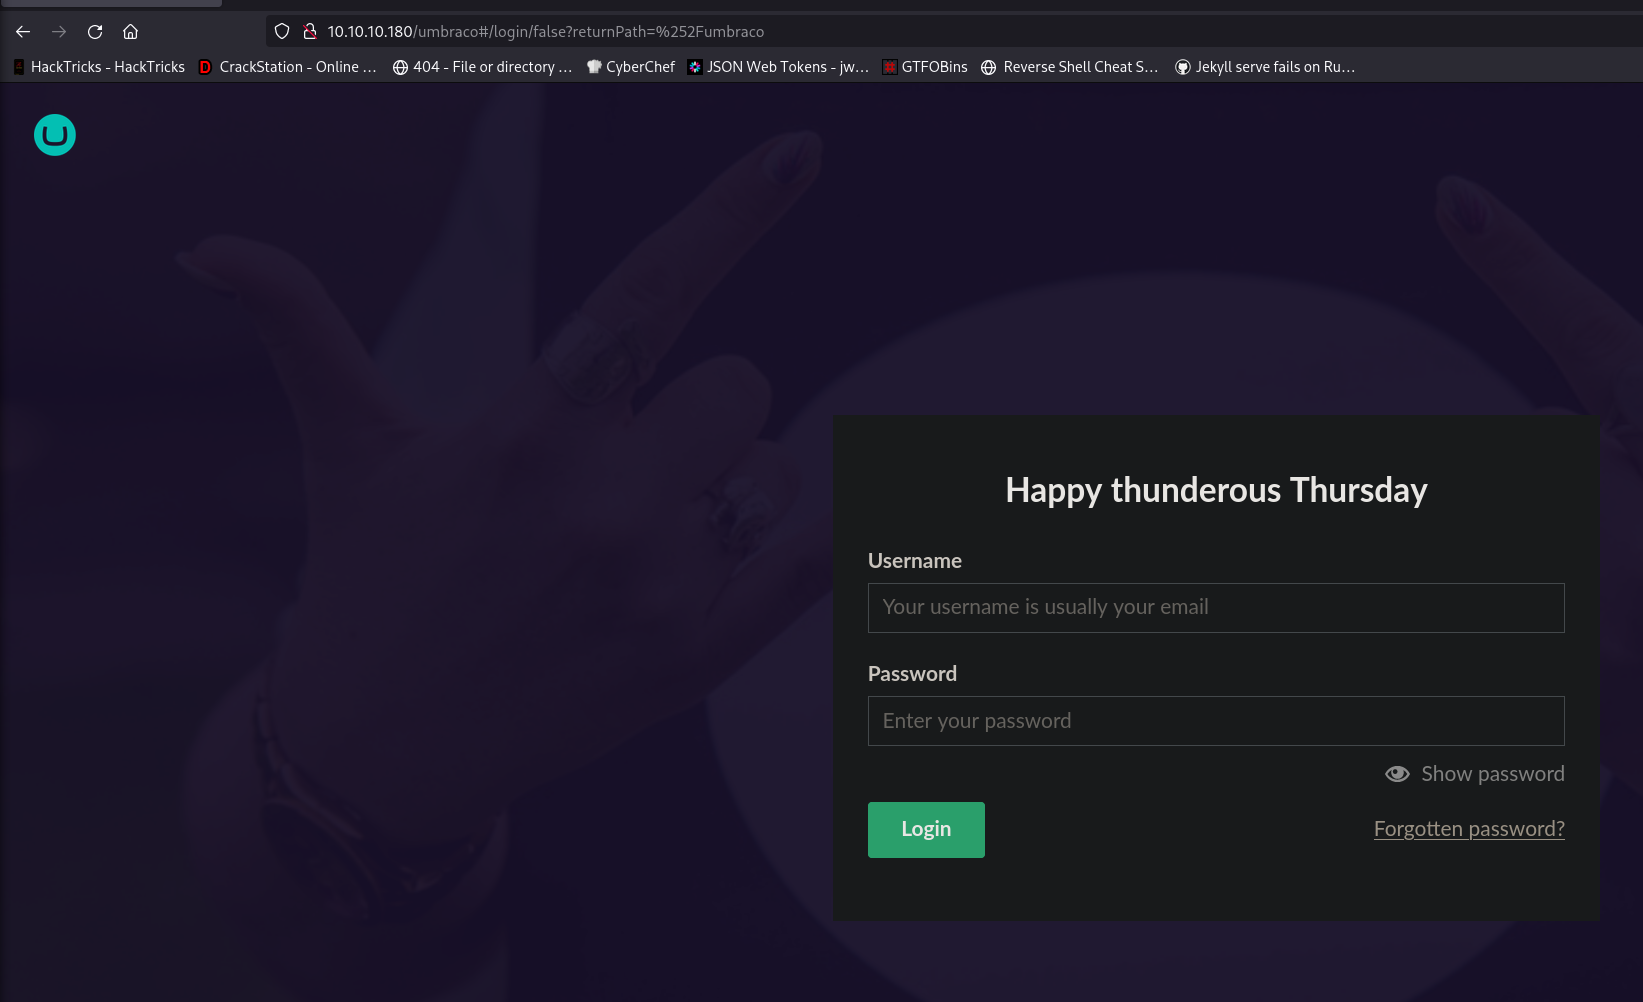 10.10.10.180/umbraco#/login/false?returnPath=%252Fumbraco
HackTricks - HackTricks CrackStation - Online ... 404 - File or directory ... CyberChef JSON Web Tokens - jw... GTFOBins Reverse Shell Cheat S... Jekyll serve fails on Ru...
Happy thunderous Thursday
Username
Your username is usually your email
Password
Enter your password
Show password
Login Forgotten password?